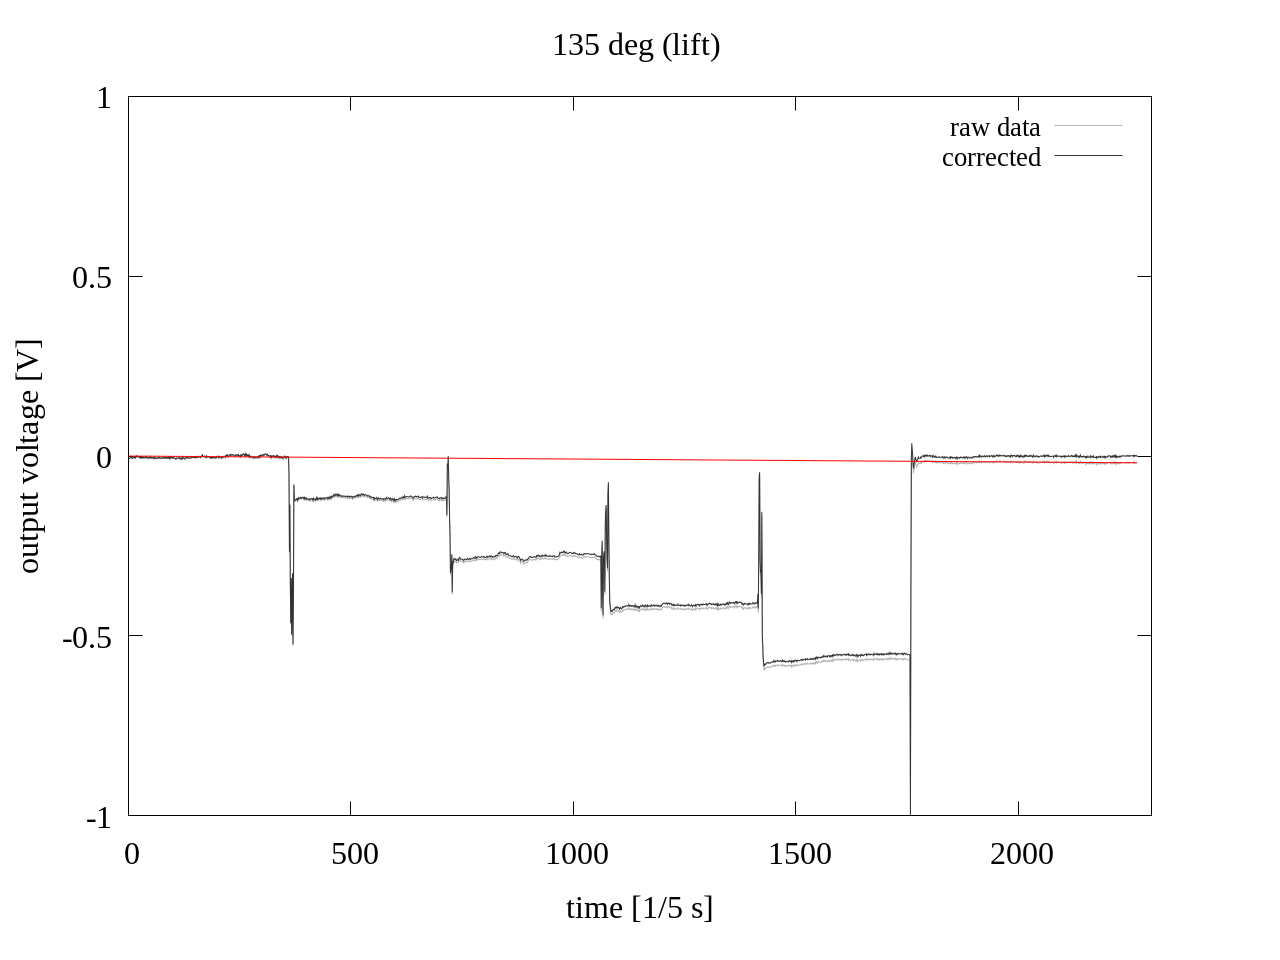 135 deg (lift)
1
0.5
0
-0.5
-1
output voltage [V]
raw data
corrected
0 500 1000 1500 2000
time [1/5 s]